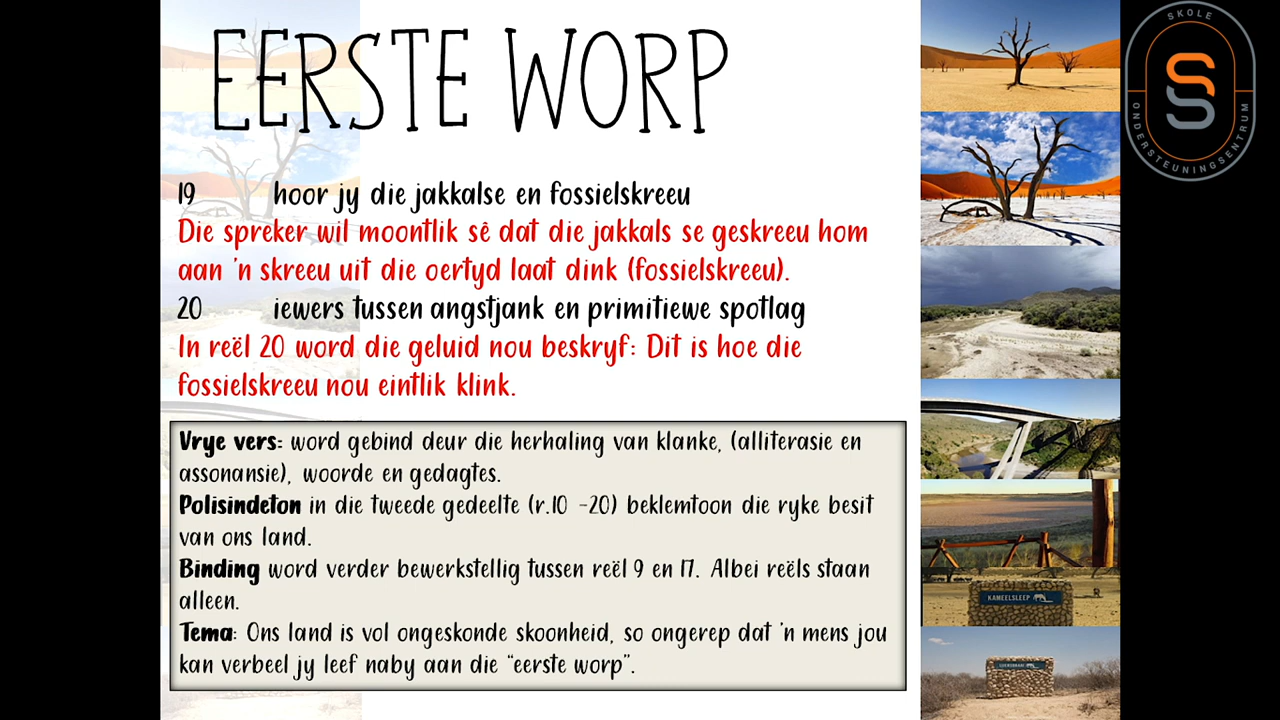 EERSTE WORP
SKOLE
ONDERSTEUNINGSENTRUM
19 hoor jy die jakkalse en fossielskreeu
Die spreker wil moontlik sê dat die jakkals se geskreeu hom
aan 'n skreeu uit die oertyd laat dink (fossielskreeu).
20 iewers tussen angstjank en primitiewe spotlag
In reël 20 word die geluid nou beskryf: Dit is hoe die
fossielskreeu nou eintlik klink.
Vrye vers: word gebind deur die herhaling van klanke, (alliterasie en
assonansie), woorde en gedagtes.
Polisindeton in die tweede gedeelte (r.10 -20) beklemtoon die ryke besit
van ons land.
Binding word verder bewerkstellig tussen reël 9 en 17. Albei reëls staan
alleen.
Tema: Ons land is vol ongeskonde skoonheid, so ongerep dat 'n mens jou
kan verbeel jy leef naby aan die “eerste worp”.
KAMEELSLEEP